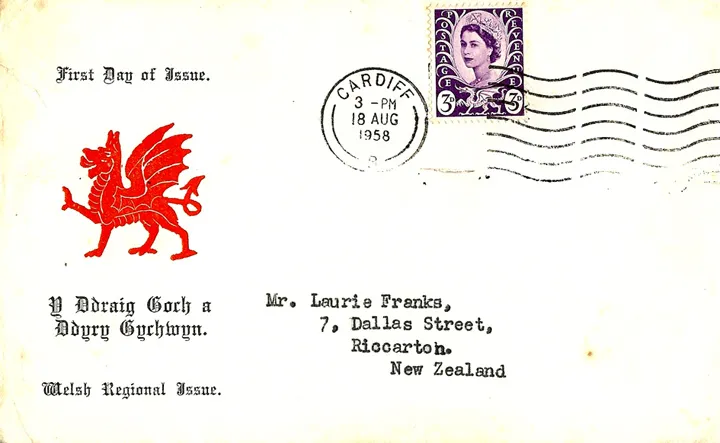 First Day of Issue.
POSTAGE REVENUE
3D 3D
CARDIFF
3 - PM
18 AUG
1958
Y Ddraig Goch a
Ddyry Gychwyn.
Mr. Laurie Franks,
7, Dallas Street,
Riccarton.
New Zealand
Welsh Regional Issue.